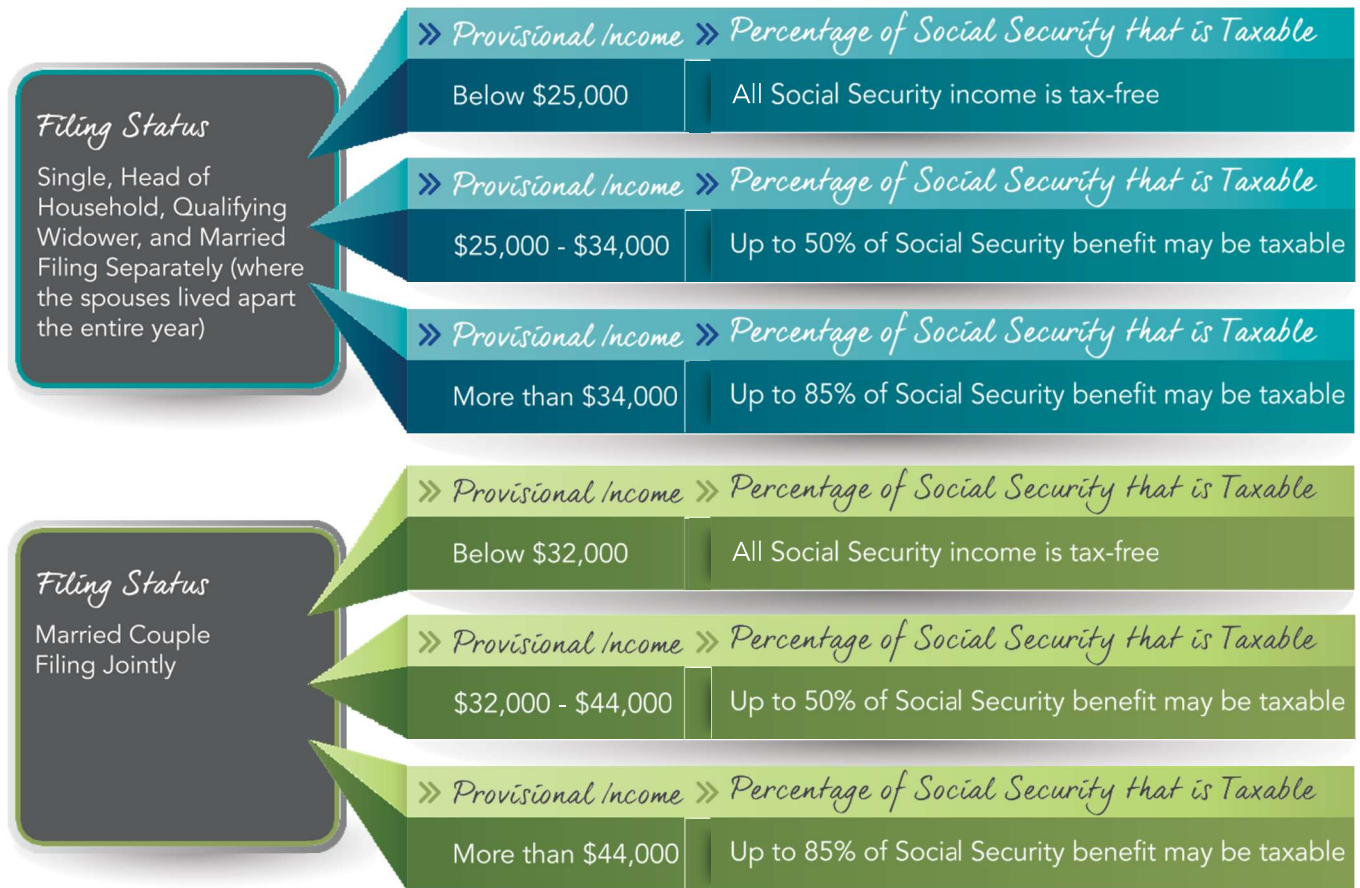 Filing Status
Single, Head of
Household, Qualifying
Widower, and Married
Filing Separately (where
the spouses lived apart
the entire year)
» Provisional Income » Percentage of Social Security that is Taxable
Below $25,000 All Social Security income is tax-free
» Provisional Income » Percentage of Social Security that is Taxable
$25,000 - $34,000 Up to 50% of Social Security benefit may be taxable
» Provisional Income » Percentage of Social Security that is Taxable
More than $34,000 Up to 85% of Social Security benefit may be taxable
Filing Status
Married Couple
Filing Jointly
» Provisional Income » Percentage of Social Security that is Taxable
Below $32,000 All Social Security income is tax-free
» Provisional Income » Percentage of Social Security that is Taxable
$32,000 - $44,000 Up to 50% of Social Security benefit may be taxable
» Provisional Income » Percentage of Social Security that is Taxable
More than $44,000 Up to 85% of Social Security benefit may be taxable